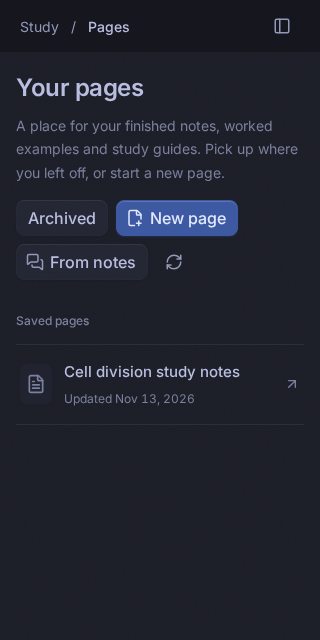 Study / Pages
Your pages
A place for your finished notes, worked
examples and study guides. Pick up where
you left off, or start a new page.
Archived New page
From notes
Saved pages
Cell division study notes
Updated Nov 13, 2026